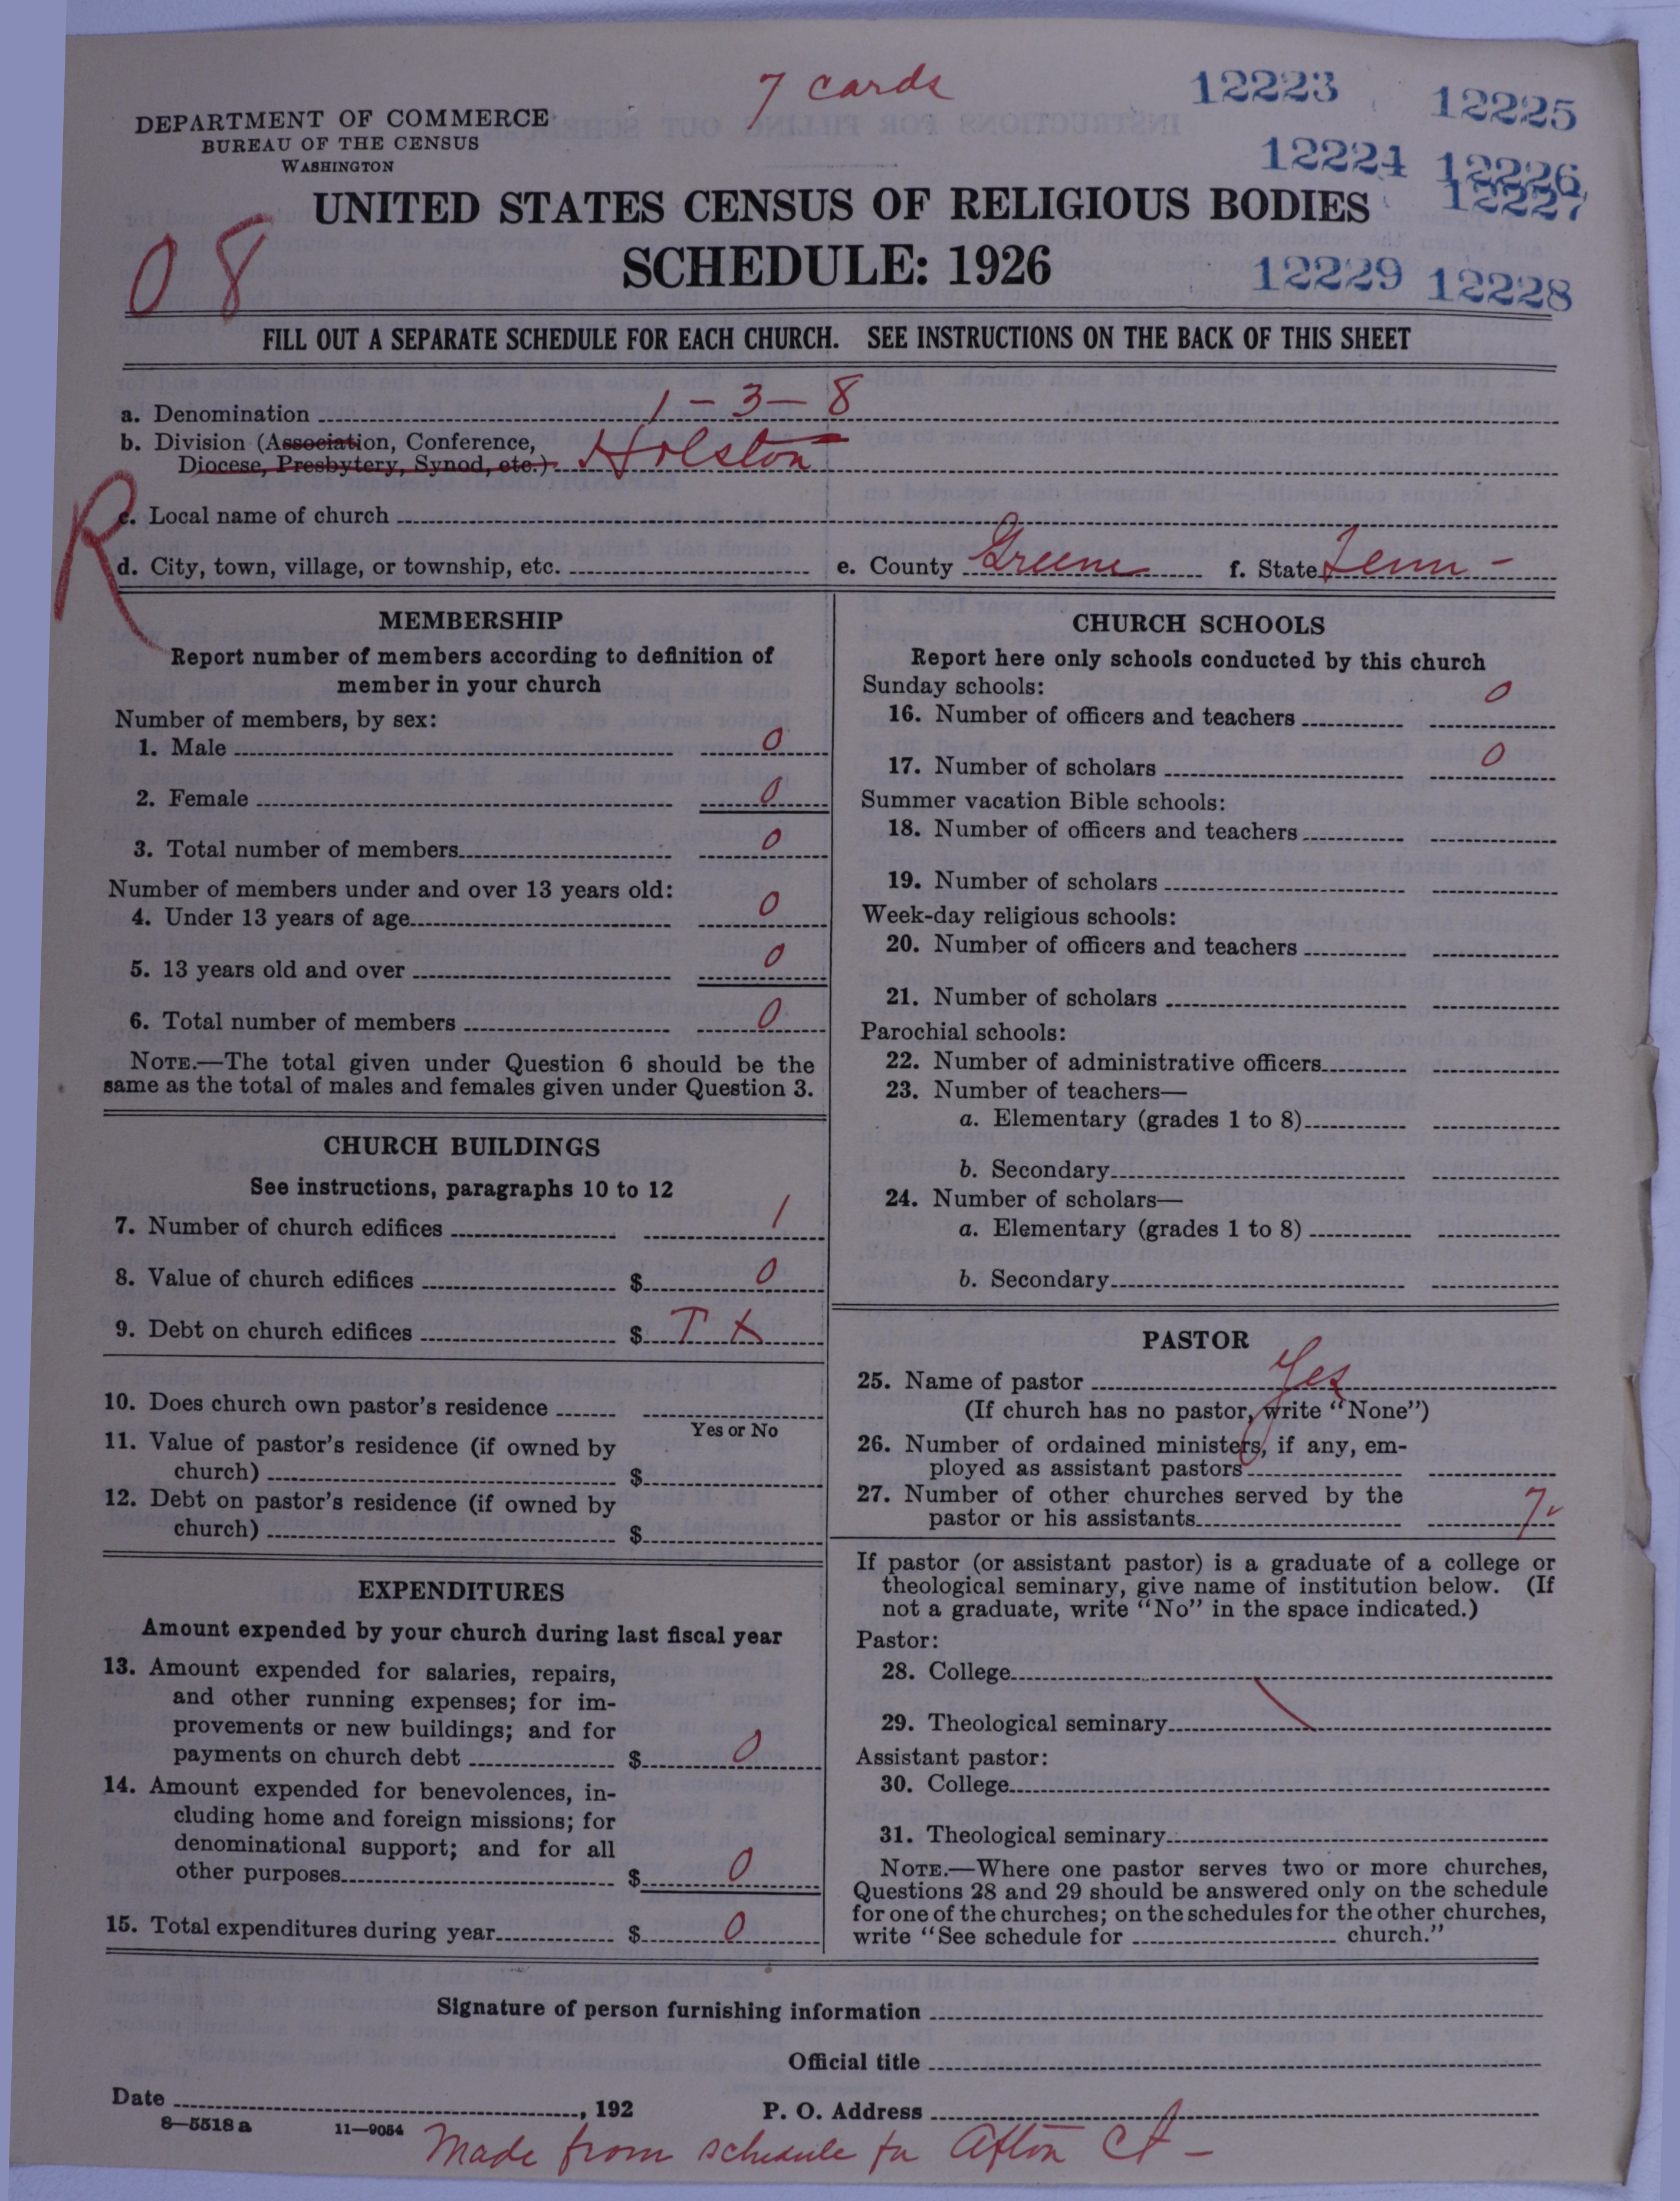 7 cards
12223
12225
12224
12226
12227
12229
12228
DEPARTMENT OF COMMERCE
BUREAU OF THE CENSUS
WASHINGTON
UNITED STATES CENSUS OF RELIGIOUS BODIES
SCHEDULE: 1926
08
FILL OUT A SEPARATE SCHEDULE FOR EACH CHURCH. SEE INSTRUCTIONS ON THE BACK OF THIS SHEET
a. Denomination 1-3-8
b. Division (Association, Conference,
Diocese, Presbytery, Synod, etc.) Holston
R
c. Local name of church
d. City, town, village, or township, etc. e. County Greene f. State Tenn -
MEMBERSHIP
Report number of members according to definition of
member in your church
Number of members, by sex:
1. Male 0
2. Female 0
3. Total number of members 0
Number of members under and over 13 years old:
4. Under 13 years of age 0
5. 13 years old and over 0
6. Total number of members 0
NOTE.—The total given under Question 6 should be the
same as the total of males and females given under Question 3.
CHURCH BUILDINGS
See instructions, paragraphs 10 to 12
7. Number of church edifices 1
8. Value of church edifices $ 0
9. Debt on church edifices $ T X
10. Does church own pastor's residence
Yes or No
11. Value of pastor's residence (if owned by
church) $
12. Debt on pastor's residence (if owned by
church) $
EXPENDITURES
Amount expended by your church during last fiscal year
13. Amount expended for salaries, repairs,
and other running expenses; for im-
provements or new buildings; and for
payments on church debt $ 0
14. Amount expended for benevolences, in-
cluding home and foreign missions; for
denominational support; and for all
other purposes $ 0
15. Total expenditures during year $ 0
CHURCH SCHOOLS
Report here only schools conducted by this church
Sunday schools:
16. Number of officers and teachers 0
17. Number of scholars 0
Summer vacation Bible schools:
18. Number of officers and teachers
19. Number of scholars
Week-day religious schools:
20. Number of officers and teachers
21. Number of scholars
Parochial schools:
22. Number of administrative officers
23. Number of teachers—
a. Elementary (grades 1 to 8)
b. Secondary
24. Number of scholars—
a. Elementary (grades 1 to 8)
b. Secondary
PASTOR
25. Name of pastor Yes
(If church has no pastor, write "None")
26. Number of ordained ministers, if any, em-
ployed as assistant pastors
27. Number of other churches served by the
pastor or his assistants 7
If pastor (or assistant pastor) is a graduate of a college or
theological seminary, give name of institution below. (If
not a graduate, write "No" in the space indicated.)
Pastor:
28. College
29. Theological seminary
Assistant pastor:
30. College
31. Theological seminary
NOTE.—Where one pastor serves two or more churches,
Questions 28 and 29 should be answered only on the schedule
for one of the churches; on the schedules for the other churches,
write "See schedule for church."
Signature of person furnishing information
Official title
Date , 192 P. O. Address
8—5518 a 11—9054
Made from schedule for Afton Ct -